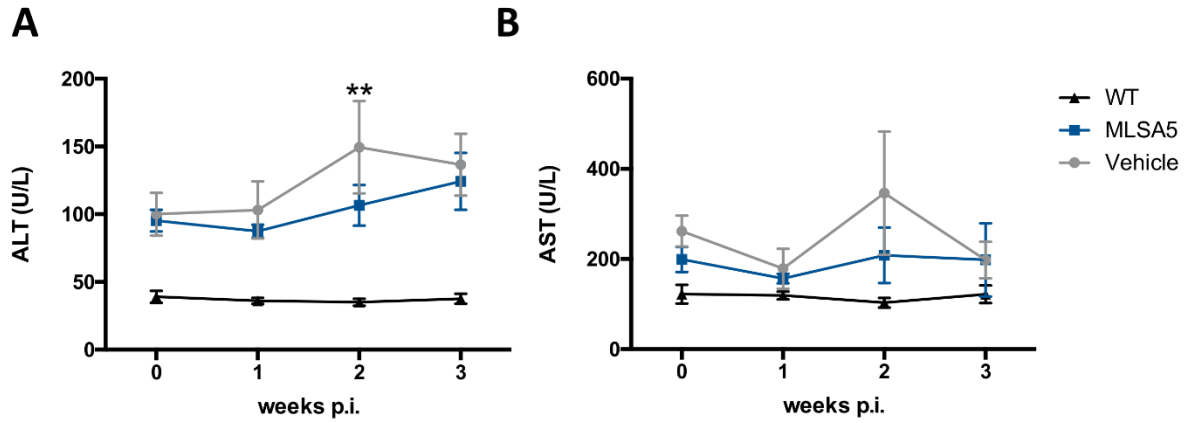 A
ALT (U/L)
200
150
100
50
0
**
0 1 2 3
weeks p.i.
B
AST (U/L)
600
400
200
0
0 1 2 3
weeks p.i.
WT
MLSA5
Vehicle